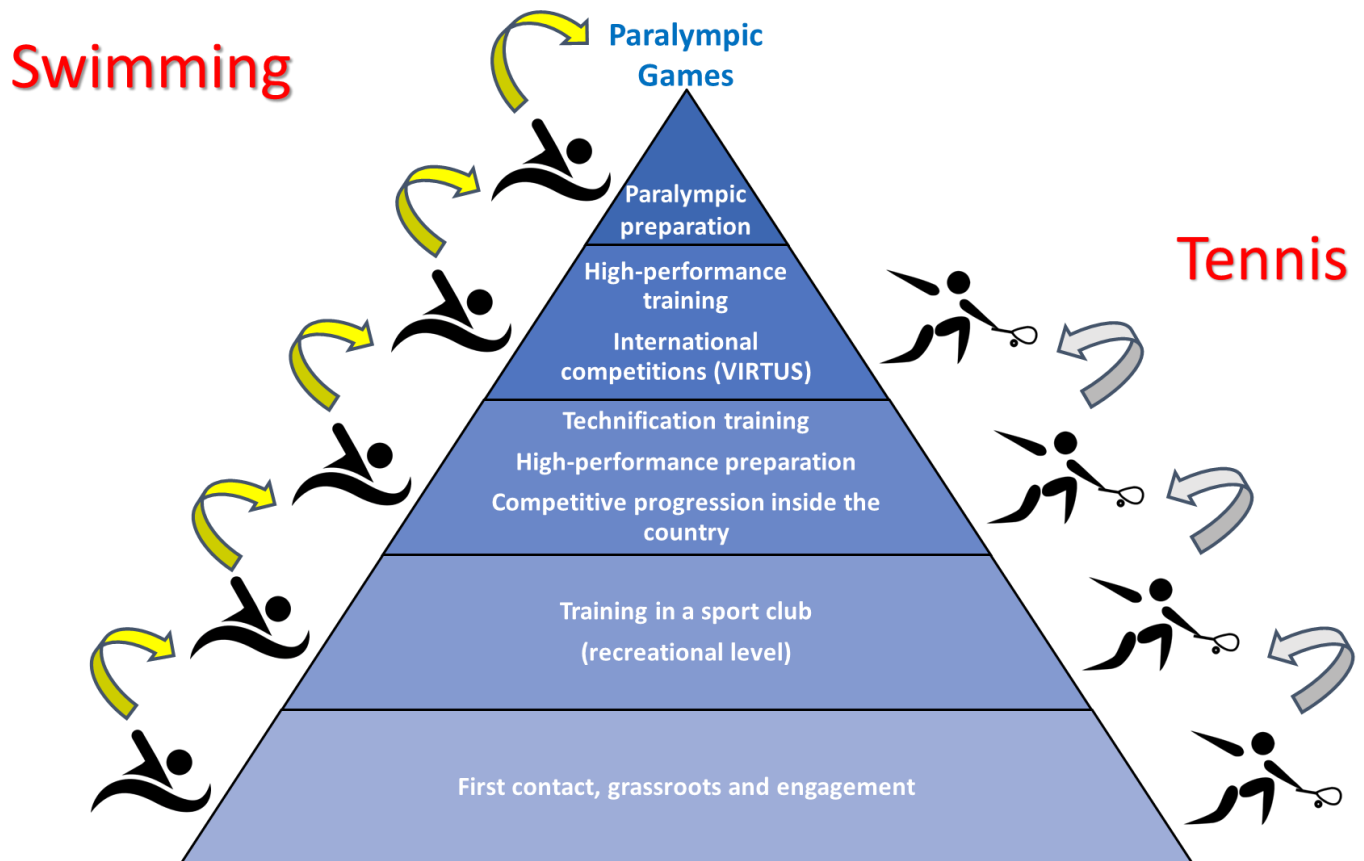 Swimming
Paralympic
Games
Tennis
Paralympic
preparation
High-performance
training
International
competitions (VIRTUS)
Technification training
High-performance preparation
Competitive progression inside the
country
Training in a sport club
(recreational level)
First contact, grassroots and engagement